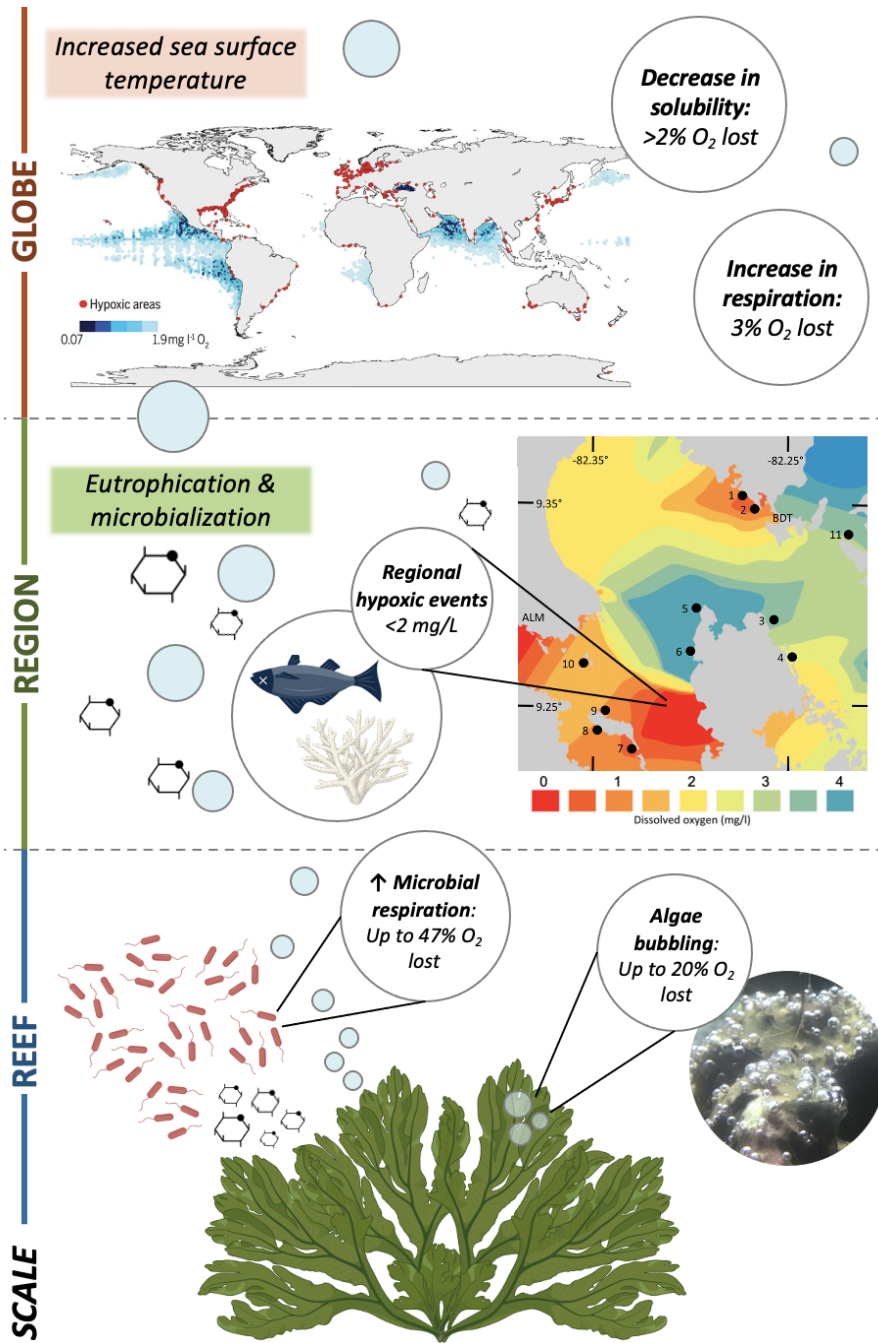 GLOBE
Increased sea surface
temperature
Decrease in
solubility:
>2% O₂ lost
Increase in
respiration:
3% O₂ lost
Hypoxic areas
0.07
1.9mg l⁻¹ O₂
REGION
Eutrophication &
microbialization
Regional
hypoxic events
<2 mg/L
-82.35°
-82.25°
9.35°
9.25°
1
2
BDT
11
ALM
5
3
6
4
10
9
8
7
0
1
2
3
4
Dissolved oxygen (mg/l)
REEF
↑ Microbial
respiration:
Up to 47% O₂
lost
Algae
bubbling:
Up to 20% O₂
lost
SCALE